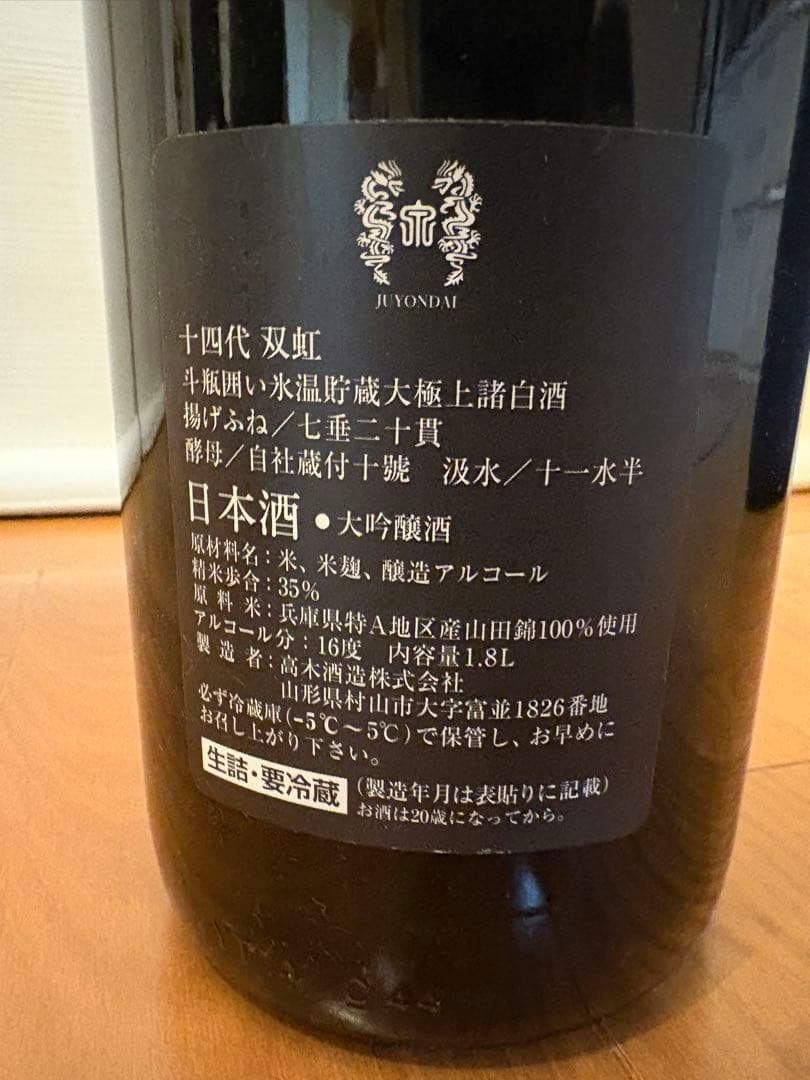 JUYONDAI
十四代 双虹
斗瓶囲い氷温貯蔵大極上諸白酒
揚げふね／七垂二十貫
酵母／自社蔵付十號　汲水／十一水半
日本酒 ● 大吟醸酒
原材料名：米、米麹、醸造アルコール
精米歩合：35%
原料米：兵庫県特A地区産山田錦100%使用
アルコール分：16度　内容量1.8L
製造者：高木酒造株式会社
山形県村山市大字富並1826番地
必ず冷蔵庫(−5℃〜5℃)で保管し、お早めに
お召し上がり下さい。
生詰・要冷蔵 (製造年月は表貼りに記載)
お酒は20歳になってから。